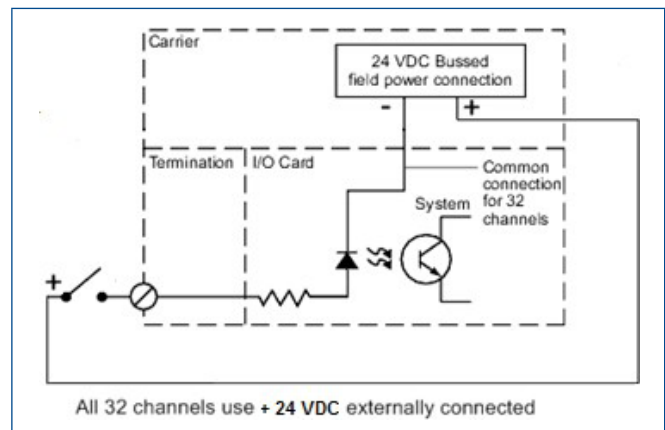 Carrier
24 VDC Bussed
field power connection
- +
Termination
I/O Card
Common
connection
for 32
channels
System
+
All 32 channels use + 24 VDC externally connected